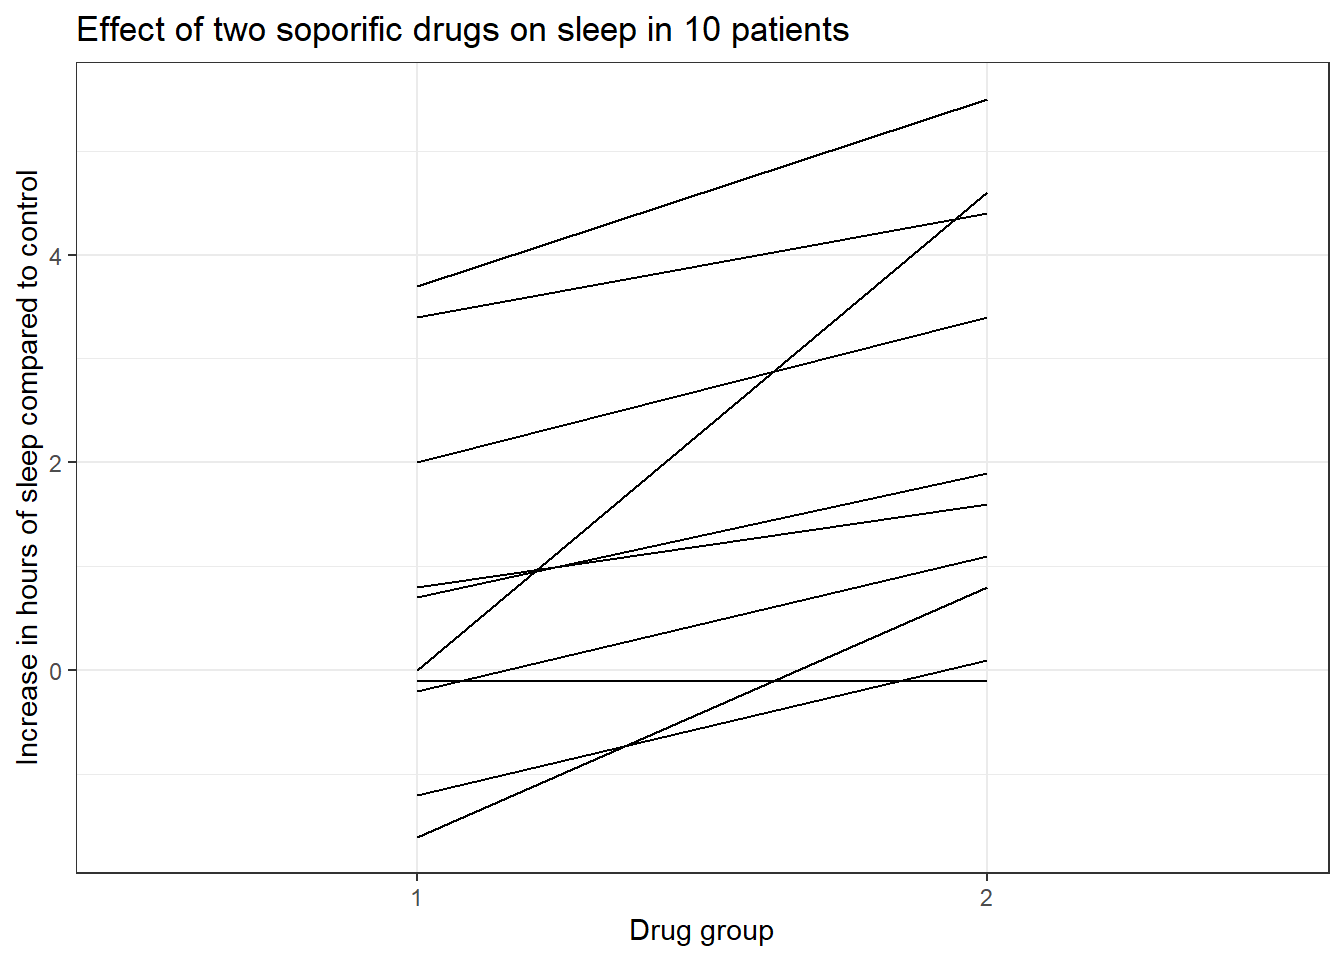 Effect of two soporific drugs on sleep in 10 patients
Increase in hours of sleep compared to control
4
2
0
1
2
Drug group